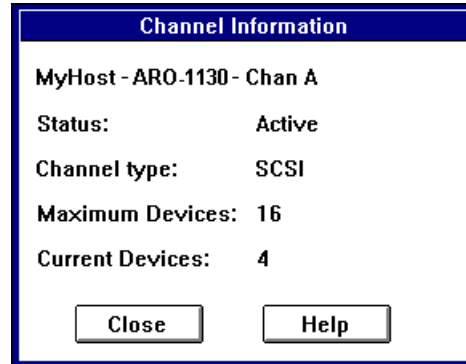 Channel Information
MyHost - ARO-1130 - Chan A
Status: Active
Channel type: SCSI
Maximum Devices: 16
Current Devices: 4
Close Help